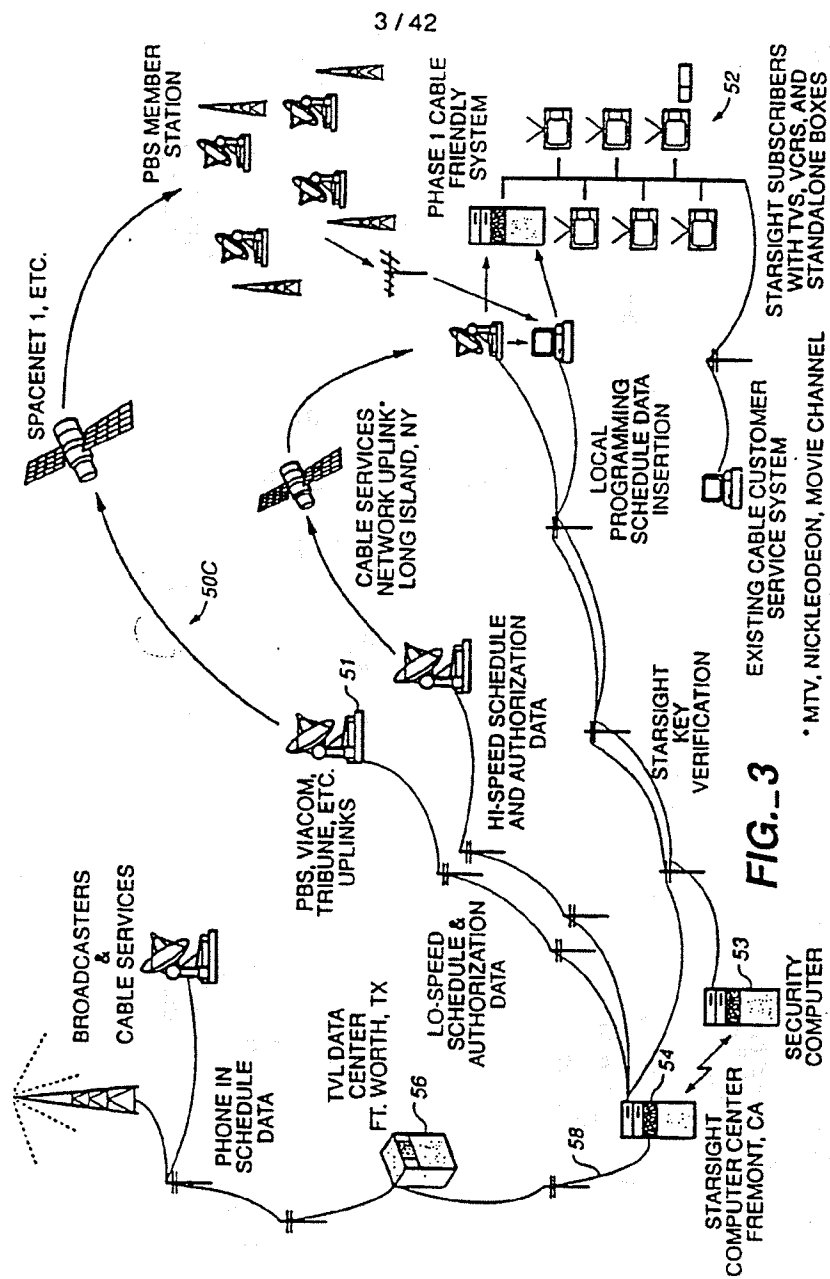 3 / 42
BROADCASTERS
&
CABLE SERVICES
PHONE IN
SCHEDULE
DATA
TVL DATA
CENTER
FT. WORTH, TX
56
58
54
STARSIGHT
COMPUTER CENTER
FREMONT, CA
53
SECURITY
COMPUTER
LO-SPEED
SCHEDULE &
AUTHORIZATION
DATA
PBS, VIACOM,
TRIBUNE, ETC.
UPLINKS
51
50C
SPACENET 1, ETC.
PBS MEMBER
STATION
CABLE SERVICES
NETWORK UPLINK*
LONG ISLAND, NY
HI-SPEED SCHEDULE
AND AUTHORIZATION
DATA
STARSIGHT
KEY
VERIFICATION
LOCAL
PROGRAMMING
SCHEDULE DATA
INSERTION
PHASE 1 CABLE
FRIENDLY
SYSTEM
52
STARSIGHT SUBSCRIBERS
WITH TVS, VCRS, AND
STANDALONE BOXES
EXISTING CABLE CUSTOMER
SERVICE SYSTEM
* MTV, NICKLEODEON, MOVIE CHANNEL
FIG._3